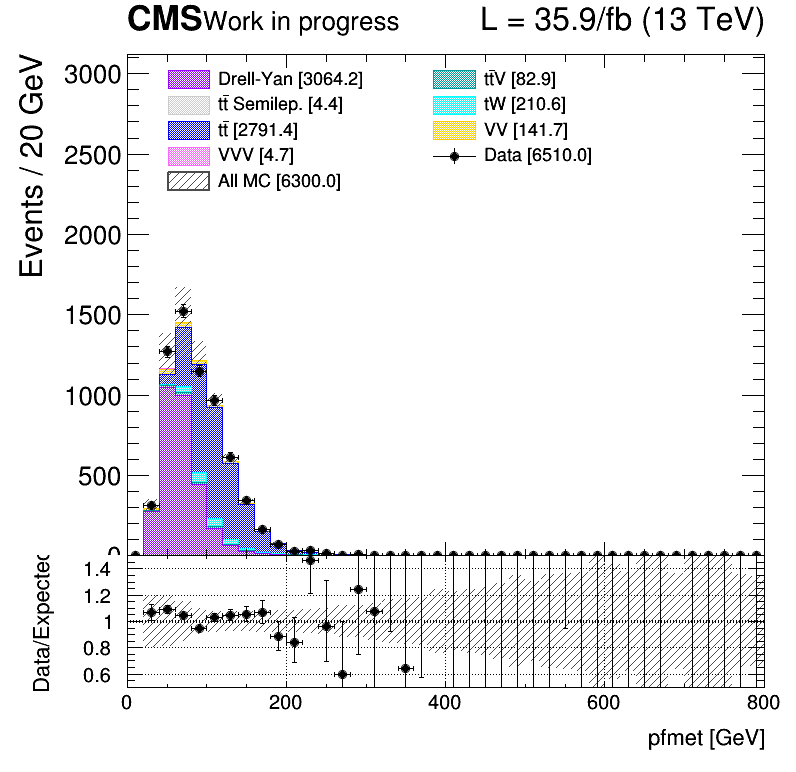 CMS Work in progress L = 35.9/fb (13 TeV)
Events / 20 GeV
3000
2500
2000
1500
1000
500
0
Drell-Yan [3064.2]
tt̄ Semilep. [4.4]
tt̄ [2791.4]
VVV [4.7]
All MC [6300.0]
tt̄V [82.9]
tW [210.6]
VV [141.7]
Data [6510.0]
Data/Expected
1.4
1.2
1
0.8
0.6
0 200 400 600 800
pfmet [GeV]